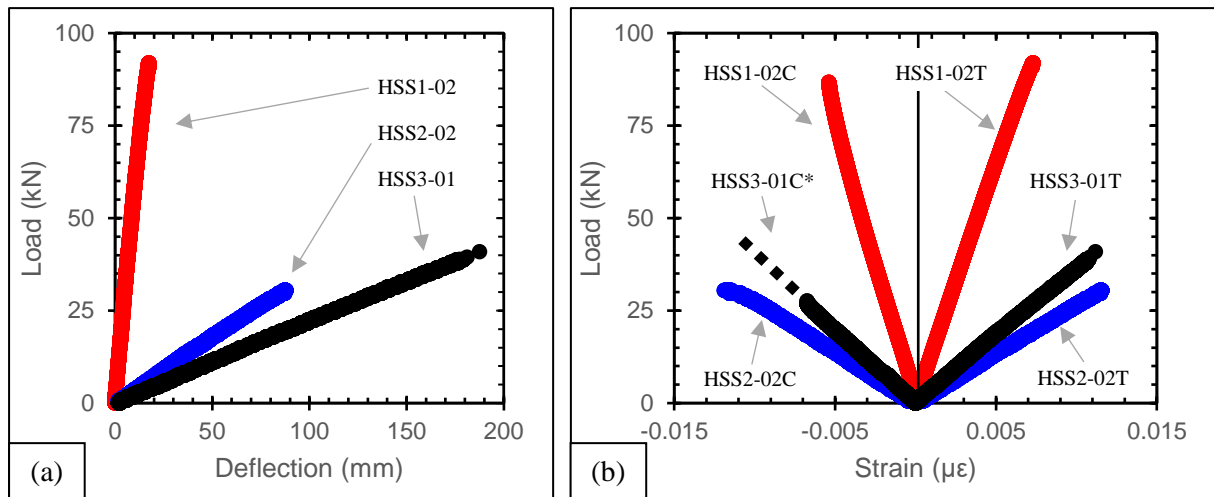 100
75
50
25
0
Load (kN)
HSS1-02
HSS2-02
HSS3-01
0
50
100
150
200
Deflection (mm)
(a)
100
75
50
25
0
Load (kN)
HSS1-02C
HSS1-02T
HSS3-01C*
HSS3-01T
HSS2-02C
HSS2-02T
-0.015
-0.005
0.005
0.015
Strain (με)
(b)